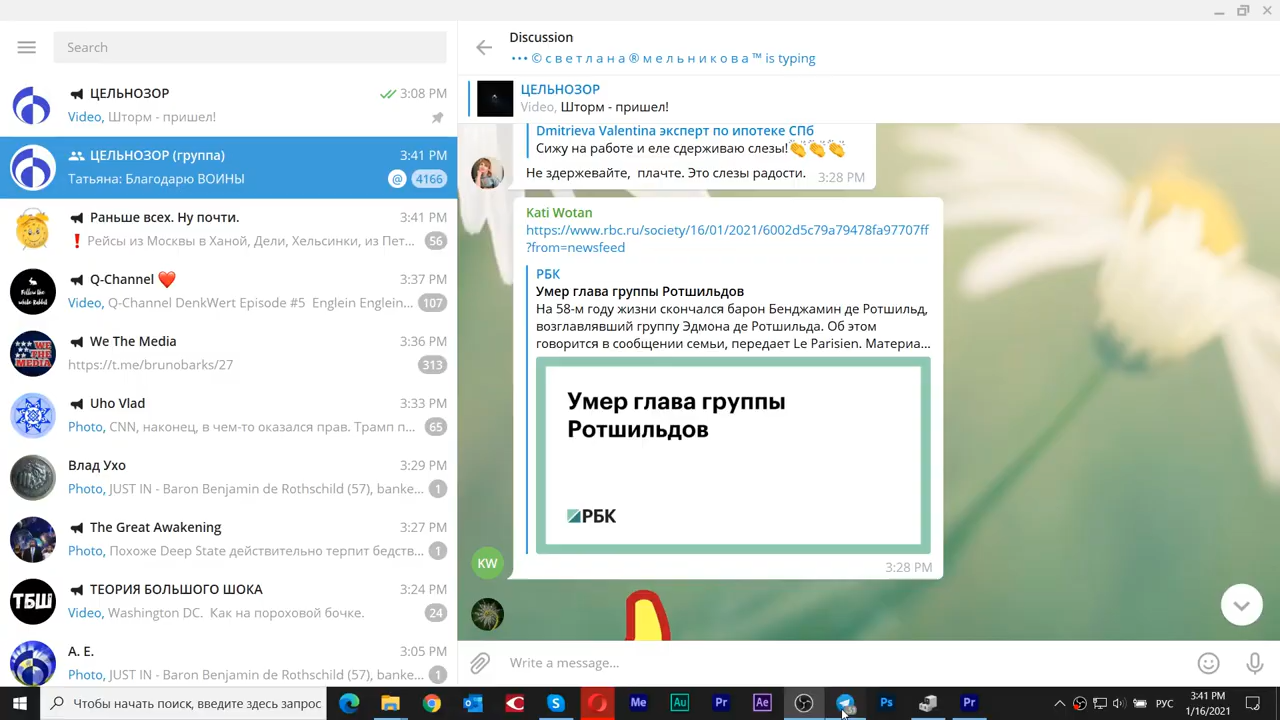 Search
ЦЕЛЬНОЗОР
3:08 PM
Video, Шторм - пришел!
ЦЕЛЬНОЗОР (группа)
3:41 PM
Татьяна: Благодарю ВОИНЫ
@ 4166
Раньше всех. Ну почти.
3:41 PM
❗ Рейсы из Москвы в Ханой, Дели, Хельсинки, из Пет...
56
Q-Channel ❤️
3:37 PM
Video, Q-Channel DenkWert Episode #5 Englein Englein...
107
We The Media
3:36 PM
https://t.me/brunobarks/27
313
Uho Vlad
3:33 PM
Photo, CNN, наконец, в чем-то оказался прав. Трамп п...
65
Влад Ухо
3:29 PM
Photo, JUST IN - Baron Benjamin de Rothschild (57), banke...
1
The Great Awakening
3:27 PM
Photo, Похоже Deep State действительно терпит бедств...
1
ТБШ
ТЕОРИЯ БОЛЬШОГО ШОКА
3:24 PM
Video, Washington DC. Как на пороховой бочке.
24
А. Е.
3:05 PM
Photo, JUST IN - Baron Benjamin de Rothschild (57), banke...
1
Discussion
••• © с в е т л а н а ® м е л ь н и к о в а ™ is typing
ЦЕЛЬНОЗОР
Video, Шторм - пришел!
Dmitrieva Valentina эксперт по ипотеке СПб
Сижу на работе и еле сдерживаю слезы!👏👏👏
Не здерживайте, плачте. Это слезы радости.
3:28 PM
Kati Wotan
https://www.rbc.ru/society/16/01/2021/6002d5c79a79478fa97707ff
?from=newsfeed
РБК
Умер глава группы Ротшильдов
На 58-м году жизни скончался барон Бенджамин де Ротшильд,
возглавлявший группу Эдмона де Ротшильда. Об этом
говорится в сообщении семьи, передает Le Parisien. Материа...
Умер глава группы
Ротшильдов
РБК
KW
3:28 PM
Write a message...
Чтобы начать поиск, введите здесь запрос
Me
Au
Pr
Ae
Ps
Pr
РУС
3:41 PM
1/16/2021